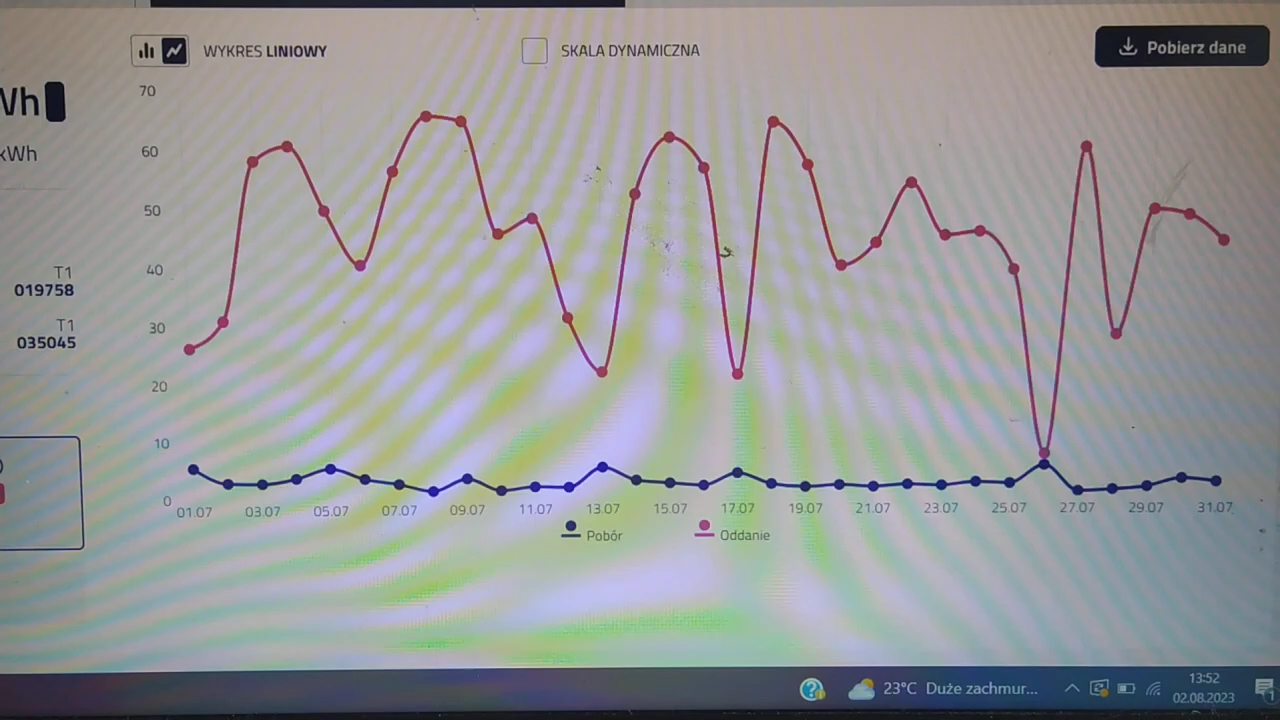 WYKRES LINIOWY
SKALA DYNAMICZNA
Pobierz dane
Wh
kWh
T1
019758
T1
035045
70
60
50
40
30
20
10
0
01.07 03.07 05.07 07.07 09.07 11.07 13.07 15.07 17.07 19.07 21.07 23.07 25.07 27.07 29.07 31.07
Pobór Oddanie
23°C Duże zachmur...
13:52
02.08.2023
1